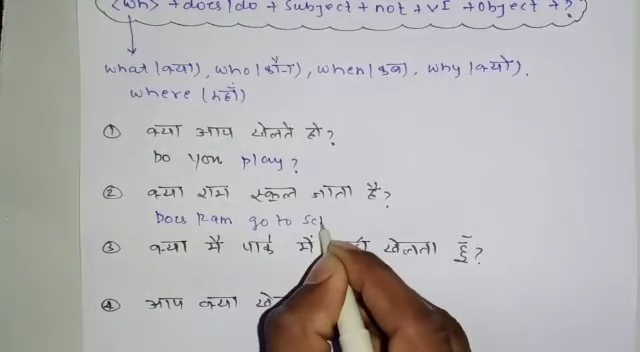 <Wh> + does/do + Subject + not + V1 + Object + ?
What (क्या), Who (कौन), When (कब), Why (क्यों).
Where (कहाँ)
① क्या आप खेलते हो?
Do you play?
② क्या राम स्कूल जाता है?
Does Ram go to Sc
③ क्या मैं पार्क में खेलता हूँ?
④ आप क्या